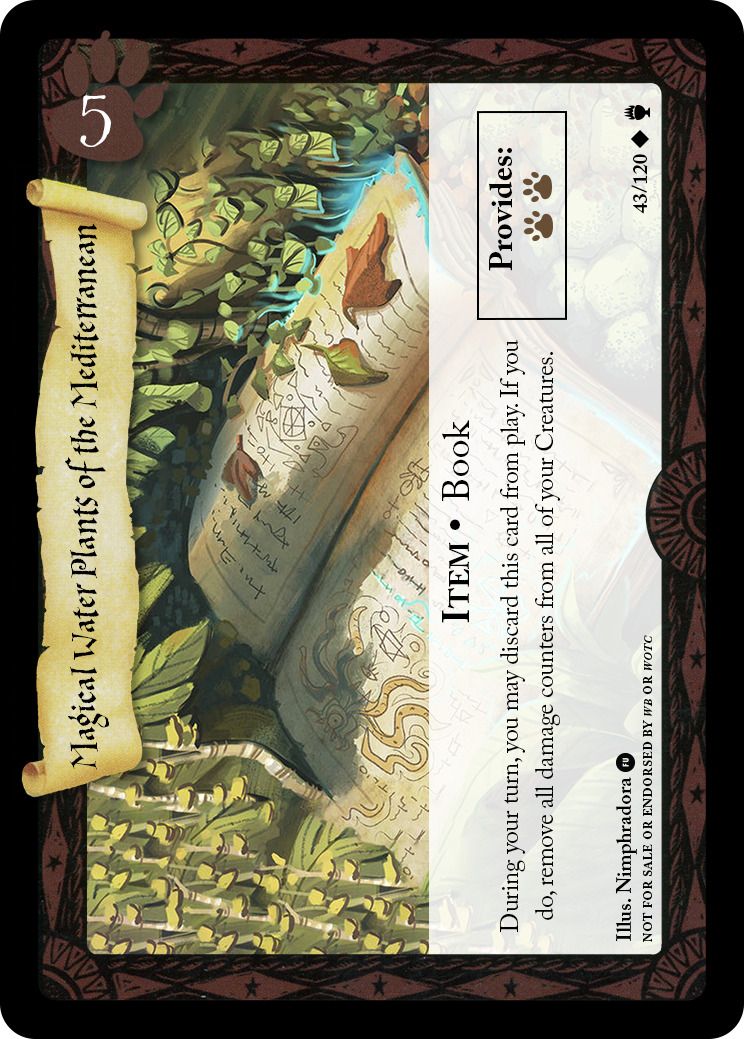 5
Magical Water Plants of the Mediterranean
ITEM • Book
During your turn, you may discard this card from play. If you
do, remove all damage counters from all of your Creatures.
Provides:
Illus. Nimphradora FU
NOT FOR SALE OR ENDORSED BY WB OR WOTC
43/120